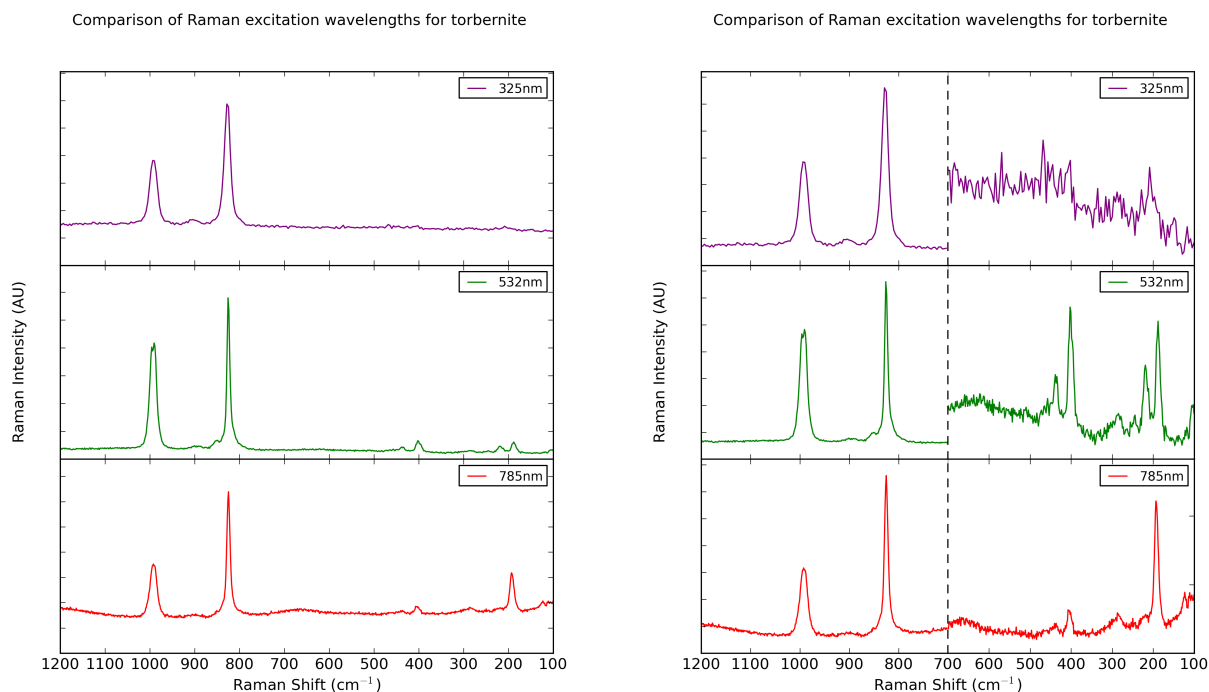 Comparison of Raman excitation wavelengths for torbernite
325nm
532nm
785nm
Raman Intensity (AU)
1200 1000 900 800 700 600 500 400 300 200 100
Raman Shift (cm⁻¹)
Comparison of Raman excitation wavelengths for torbernite
325nm
532nm
785nm
Raman Intensity (AU)
1200 1000 900 800 700 600 500 400 300 200 100
Raman Shift (cm⁻¹)